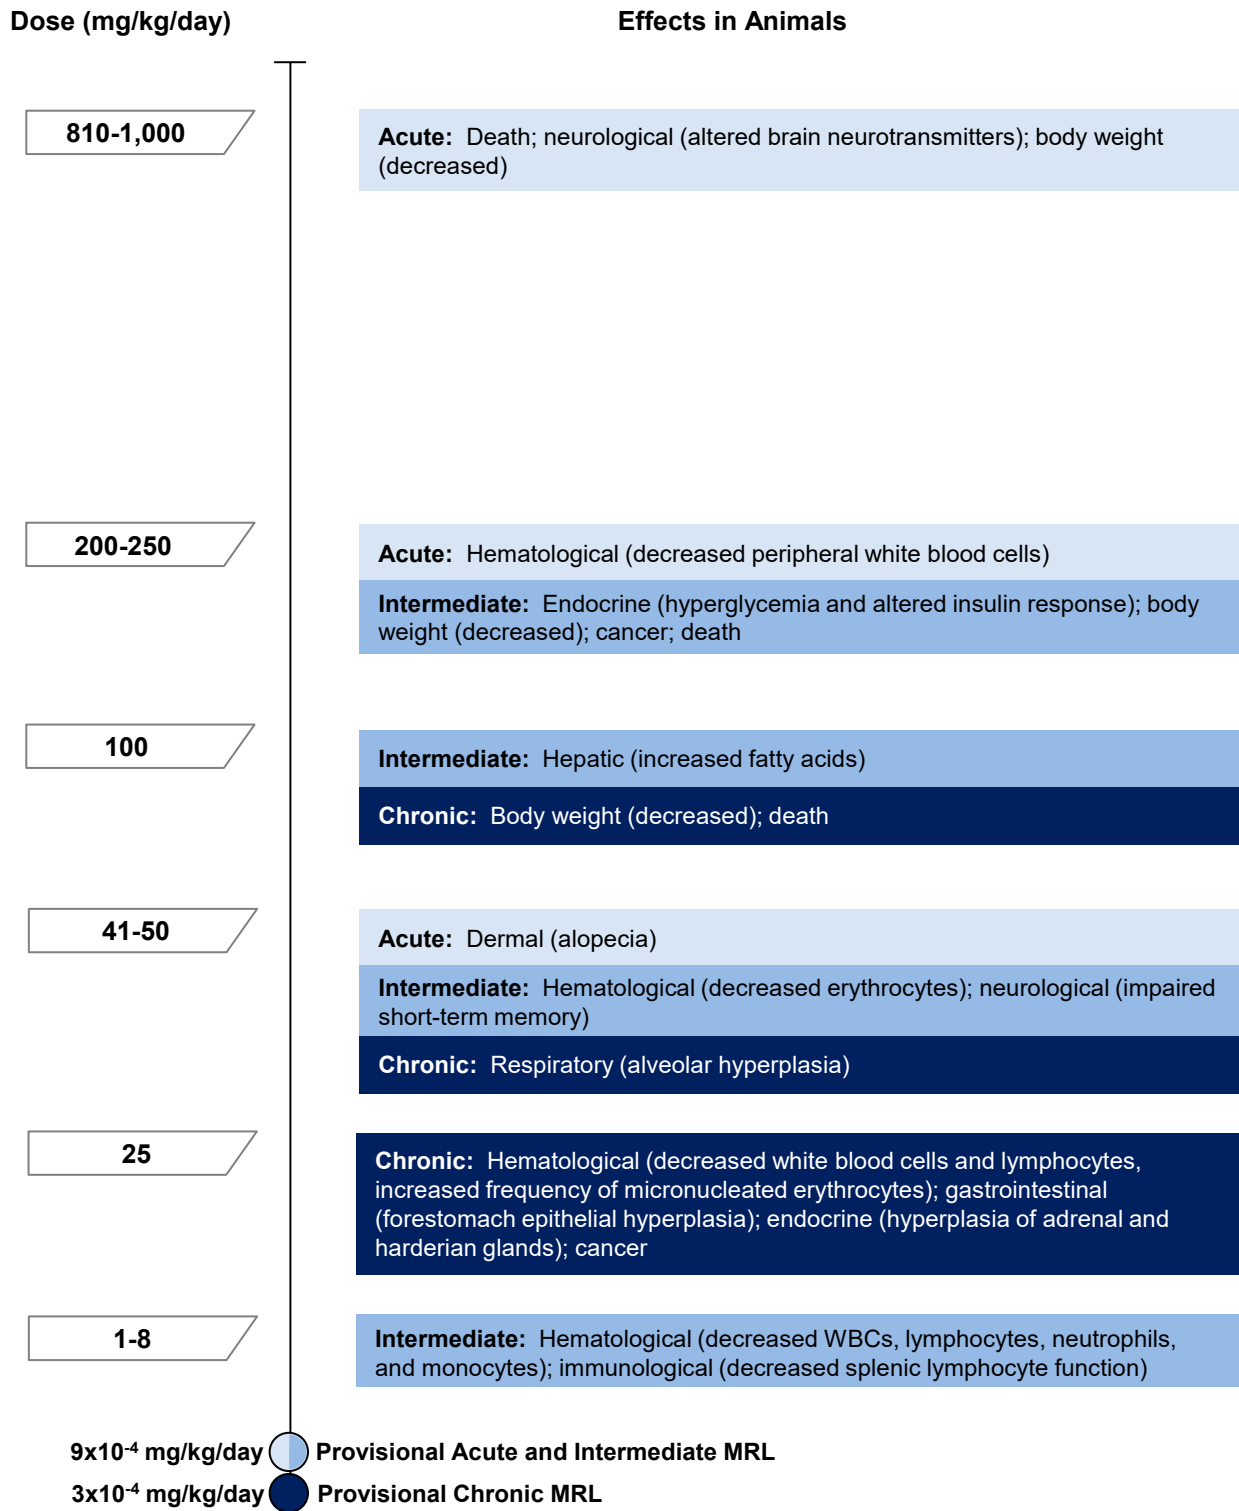 Dose (mg/kg/day)
Effects in Animals
810-1,000
Acute: Death; neurological (altered brain neurotransmitters); body weight
(decreased)
200-250
Acute: Hematological (decreased peripheral white blood cells)
Intermediate: Endocrine (hyperglycemia and altered insulin response); body
weight (decreased); cancer; death
100
Intermediate: Hepatic (increased fatty acids)
Chronic: Body weight (decreased); death
41-50
Acute: Dermal (alopecia)
Intermediate: Hematological (decreased erythrocytes); neurological (impaired
short-term memory)
Chronic: Respiratory (alveolar hyperplasia)
25
Chronic: Hematological (decreased white blood cells and lymphocytes,
increased frequency of micronucleated erythrocytes); gastrointestinal
(forestomach epithelial hyperplasia); endocrine (hyperplasia of adrenal and
harderian glands); cancer
1-8
Intermediate: Hematological (decreased WBCs, lymphocytes, neutrophils,
and monocytes); immunological (decreased splenic lymphocyte function)
9x10⁻⁴ mg/kg/day Provisional Acute and Intermediate MRL
3x10⁻⁴ mg/kg/day Provisional Chronic MRL